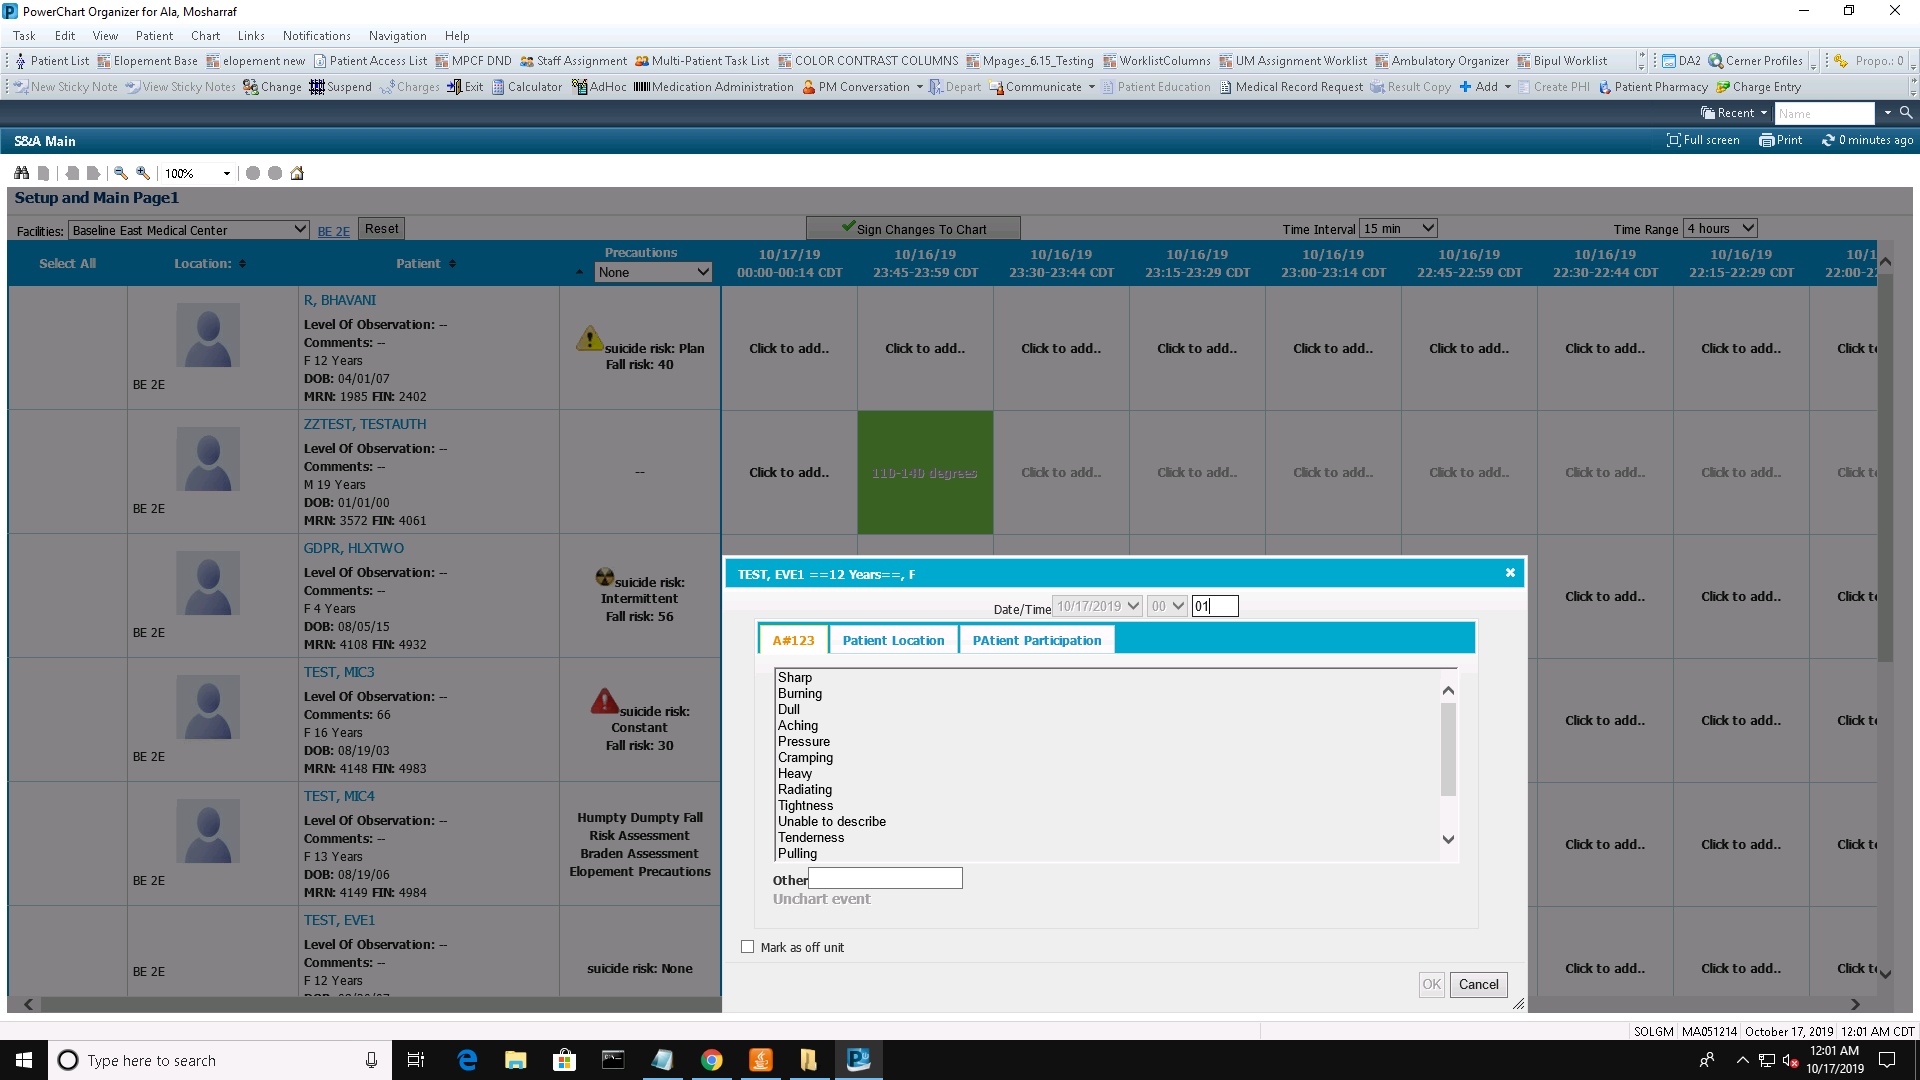 PowerChart Organizer for Ala, Mosharraf
Task Edit View Patient Chart Links Notifications Navigation Help
Patient List Elopement Base elopement new Patient Access List MPCF DND Staff Assignment Multi-Patient Task List COLOR CONTRAST COLUMNS Mpages_6.15_Testing WorklistColumns UM Assignment Worklist Ambulatory Organizer Bipul Worklist DA2 Cerner Profiles Propo.: 0
New Sticky Note View Sticky Notes Change Suspend Charges Exit Calculator AdHoc Medication Administration PM Conversation Depart Communicate Patient Education Medical Record Request Result Copy Add Create PHI Patient Pharmacy Charge Entry
Recent Name
S&A Main Full screen Print 0 minutes ago
100%
Setup and Main Page1
Facilities: Baseline East Medical Center BE 2E Reset Sign Changes To Chart Time Interval 15 min Time Range 4 hours
Select All Location: Patient Precautions None
10/17/19 10/16/19 10/16/19 10/16/19 10/16/19 10/16/19 10/16/19 10/16/19 10/1
00:00-00:14 CDT 23:45-23:59 CDT 23:30-23:44 CDT 23:15-23:29 CDT 23:00-23:14 CDT 22:45-22:59 CDT 22:30-22:44 CDT 22:15-22:29 CDT 22:00-2
BE 2E
R, BHAVANI
Level Of Observation: --
Comments: --
F 12 Years
DOB: 04/01/07
MRN: 1985 FIN: 2402
suicide risk: Plan
Fall risk: 40
Click to add.. Click to add.. Click to add.. Click to add.. Click to add.. Click to add.. Click to add.. Click to add.. Click t
BE 2E
ZZTEST, TESTAUTH
Level Of Observation: --
Comments: --
M 19 Years
DOB: 01/01/00
MRN: 3572 FIN: 4061
--
Click to add.. 110-140 degrees Click to add.. Click to add.. Click to add.. Click to add.. Click to add.. Click to add.. Click t
BE 2E
GDPR, HLXTWO
Level Of Observation: --
Comments: --
F 4 Years
DOB: 08/05/15
MRN: 4108 FIN: 4932
suicide risk:
Intermittent
Fall risk: 56
Click to add.. Click to add.. Click t
BE 2E
TEST, MIC3
Level Of Observation: --
Comments: 66
F 16 Years
DOB: 08/19/03
MRN: 4148 FIN: 4983
suicide risk:
Constant
Fall risk: 30
Click to add.. Click to add.. Click t
BE 2E
TEST, MIC4
Level Of Observation: --
Comments: --
F 13 Years
DOB: 08/19/06
MRN: 4149 FIN: 4984
Humpty Dumpty Fall
Risk Assessment
Braden Assessment
Elopement Precautions
Click to add.. Click to add.. Click t
BE 2E
TEST, EVE1
Level Of Observation: --
Comments: --
F 12 Years
suicide risk: None
Click to add.. Click to add.. Click t
TEST, EVE1 ==12 Years==, F
Date/Time 10/17/2019 00 01
A#123 Patient Location PAtient Participation
Sharp
Burning
Dull
Aching
Pressure
Cramping
Heavy
Radiating
Tightness
Unable to describe
Tenderness
Pulling
Other
Unchart event
Mark as off unit
OK Cancel
SOLGM MA051214 October 17, 2019 12:01 AM CDT
Type here to search
12:01 AM
10/17/2019